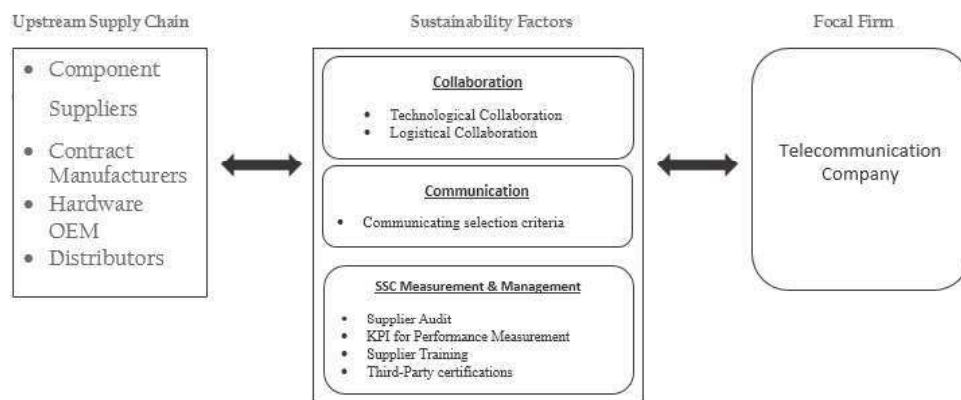 Upstream Supply Chain
Sustainability Factors
Focal Firm
• Component
Suppliers
• Contract
Manufacturers
• Hardware
OEM
• Distributors
Collaboration
• Technological Collaboration
• Logistical Collaboration
Communication
• Communicating selection criteria
SSC Measurement & Management
• Supplier Audit
• KPI for Performance Measurement
• Supplier Training
• Third-Party certifications
Telecommunication
Company